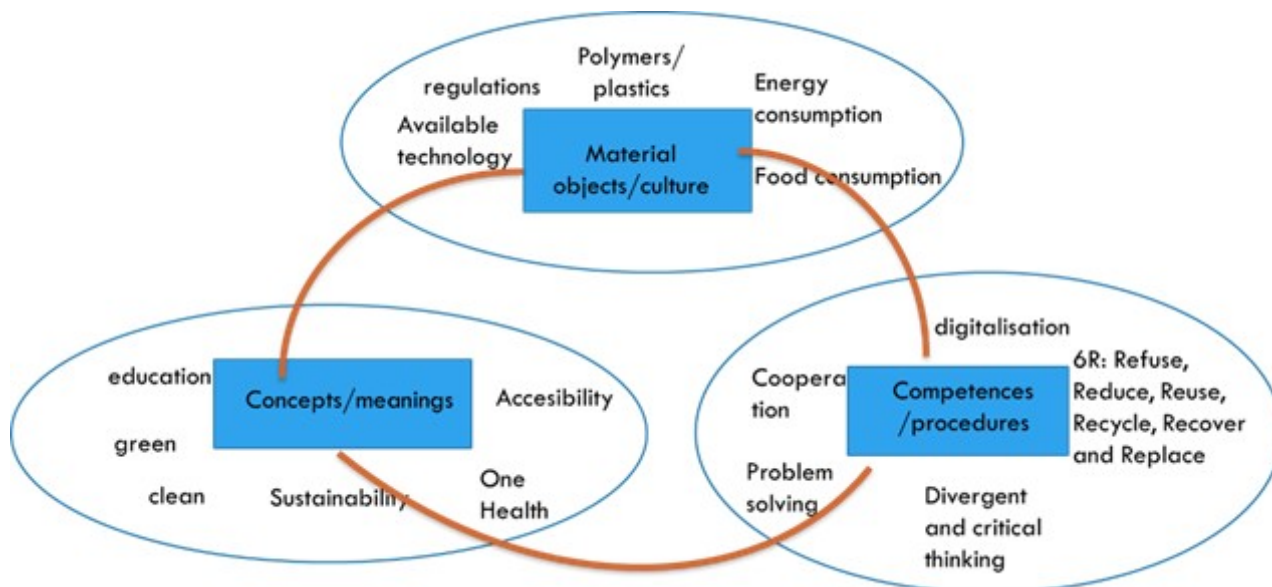 Polymers/
plastics
regulations
Energy
consumption
Available
technology
Material
objects/culture
Food consumption
digitalisation
education
Concepts/meanings
Accesibility
green
clean
Sustainability
One
Health
Coopera
tion
Competences
/procedures
6R: Refuse,
Reduce, Reuse,
Recycle, Recover
and Replace
Problem
solving
Divergent
and critical
thinking